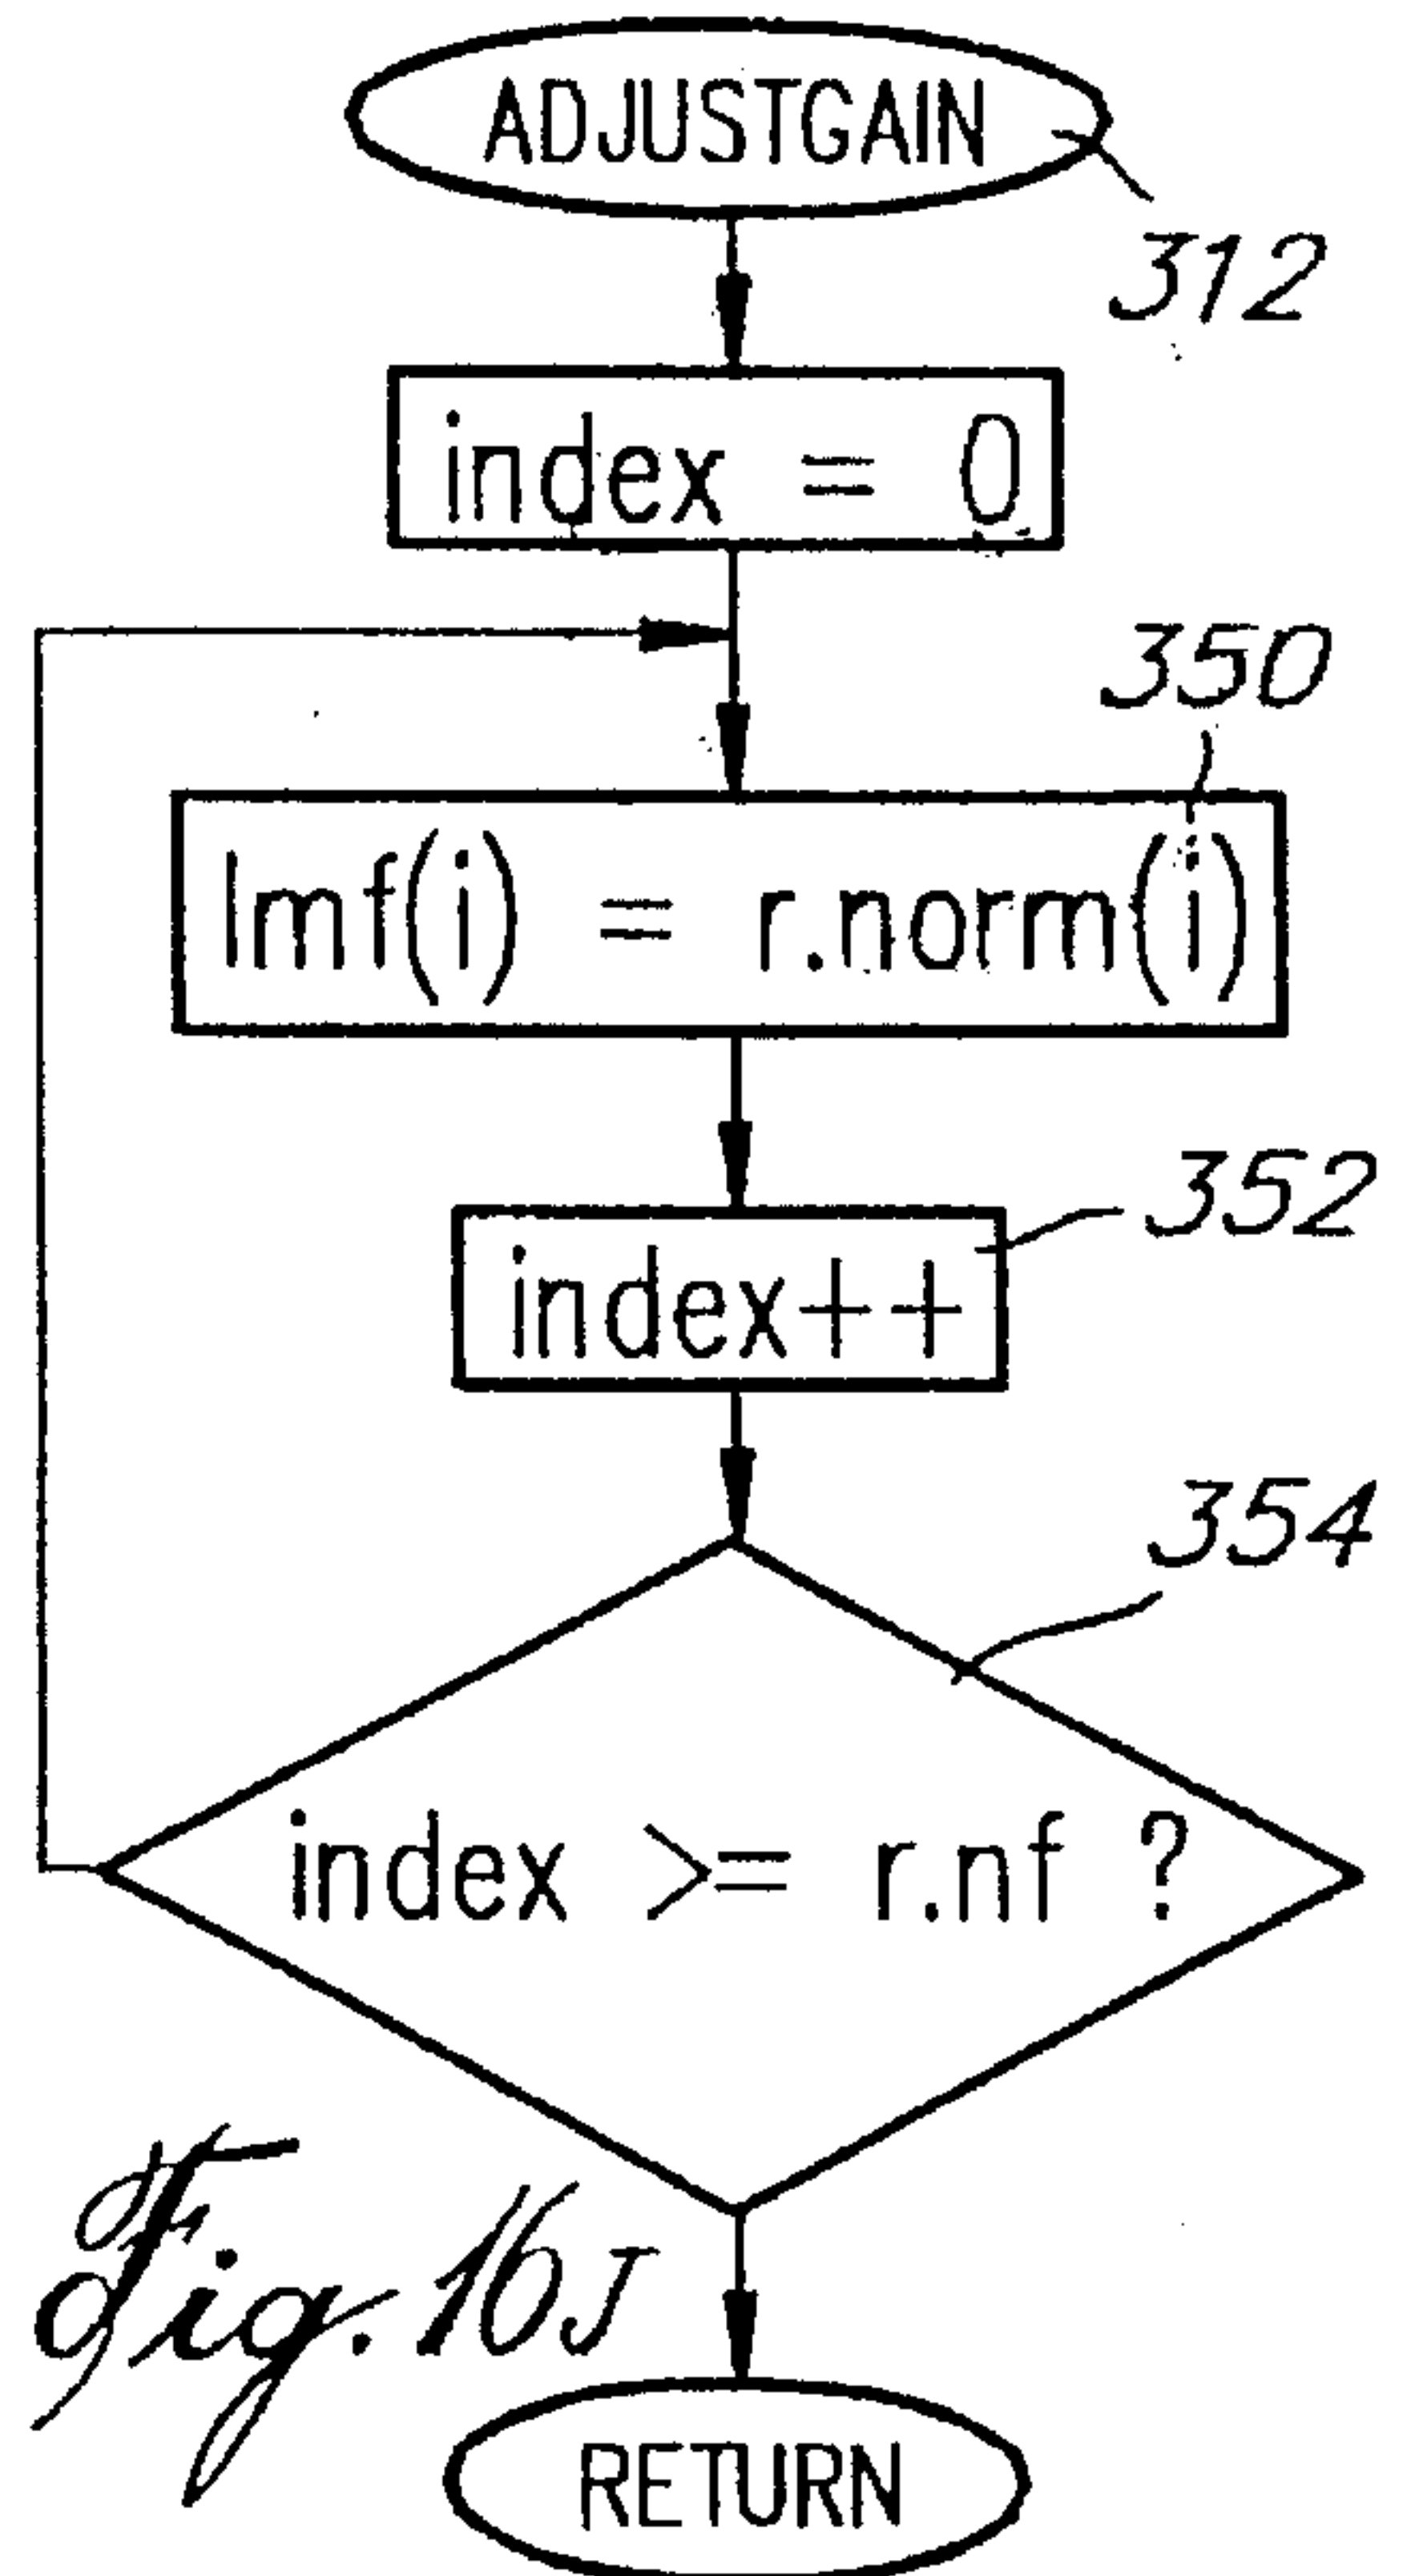 ADJUSTGAIN
312
index = 0
350
lmf(i) = r.norm(i)
352
index++
354
index >= r.nf ?
Fig. 16J
RETURN